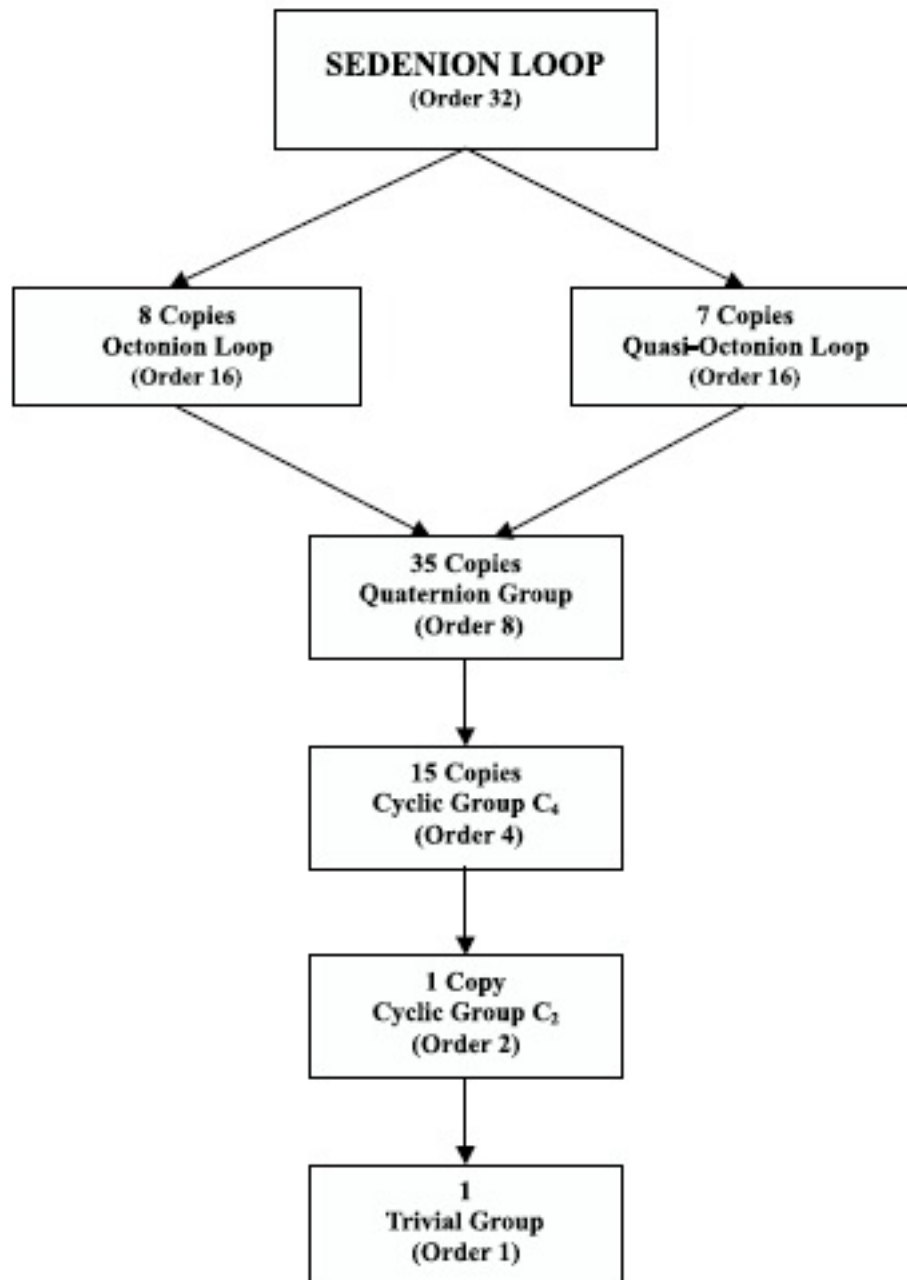 SEDENION LOOP
(Order 32)
8 Copies
Octonion Loop
(Order 16)
7 Copies
Quasi-Octonion Loop
(Order 16)
35 Copies
Quaternion Group
(Order 8)
15 Copies
Cyclic Group C₄
(Order 4)
1 Copy
Cyclic Group C₂
(Order 2)
1
Trivial Group
(Order 1)